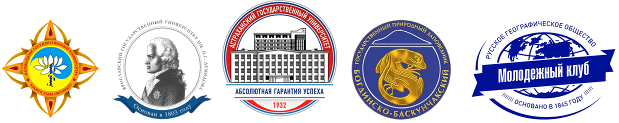 ЯРОСЛАВСКИЙ ГОСУДАРСТВЕННЫЙ УНИВЕРСИТЕТ ИМ. П.Г. ДЕМИДОВА
Основан в 1803 году
АСТРАХАНСКИЙ ГОСУДАРСТВЕННЫЙ УНИВЕРСИТЕТ
АБСОЛЮТНАЯ ГАРАНТИЯ УСПЕХА
1932
ГОСУДАРСТВЕННЫЙ ПРИРОДНЫЙ ЗАПОВЕДНИК
БОГДИНСКО-БАСКУНЧАКСКИЙ
РУССКОЕ ГЕОГРАФИЧЕСКОЕ ОБЩЕСТВО
Молодежный клуб
ОСНОВАНО В 1845 ГОДУ